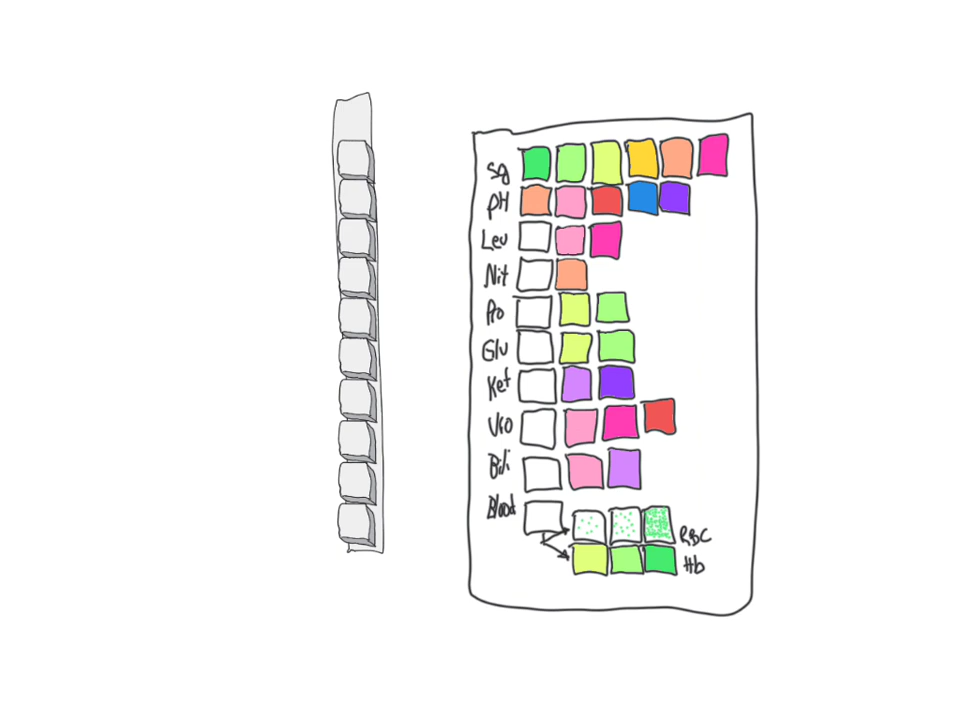 Sg
pH
Leu
Nit
Pro
Glu
Ket
Uro
Bili
Blood
RBC
Hb